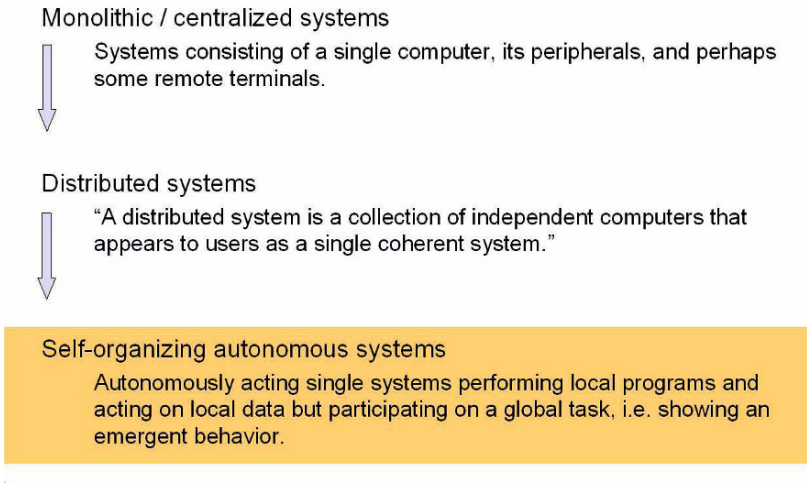 Monolithic / centralized systems
Systems consisting of a single computer, its peripherals, and perhaps
some remote terminals.
Distributed systems
“A distributed system is a collection of independent computers that
appears to users as a single coherent system.”
Self-organizing autonomous systems
Autonomously acting single systems performing local programs and
acting on local data but participating on a global task, i.e. showing an
emergent behavior.